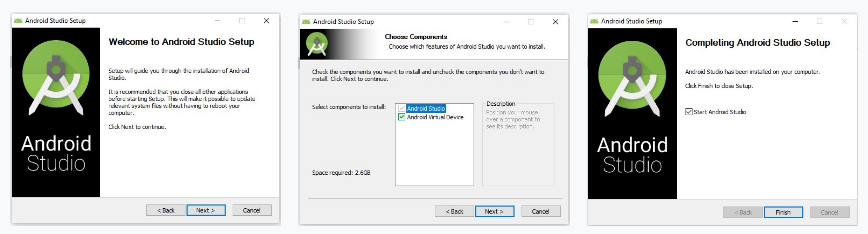 Android Studio Setup
Welcome to Android Studio Setup
Setup will guide you through the installation of Android
Studio.
It is recommended that you close all other applications
before starting Setup. This will make it possible to update
relevant system files without having to reboot your
computer.
Click Next to continue.
Android
Studio
< Back
Next >
Cancel
Android Studio Setup
Choose Components
Choose which features of Android Studio you want to install.
Check the components you want to install and uncheck the components you don't want to
install. Click Next to continue.
Select components to install:
Android Studio
Android Virtual Device
Description
Position your mouse
over a component to
see its description.
Space required: 2.6GB
< Back
Next >
Cancel
Android Studio Setup
Completing Android Studio Setup
Android Studio has been installed on your computer.
Click Finish to close Setup.
Start Android Studio
Android
Studio
< Back
Finish
Cancel